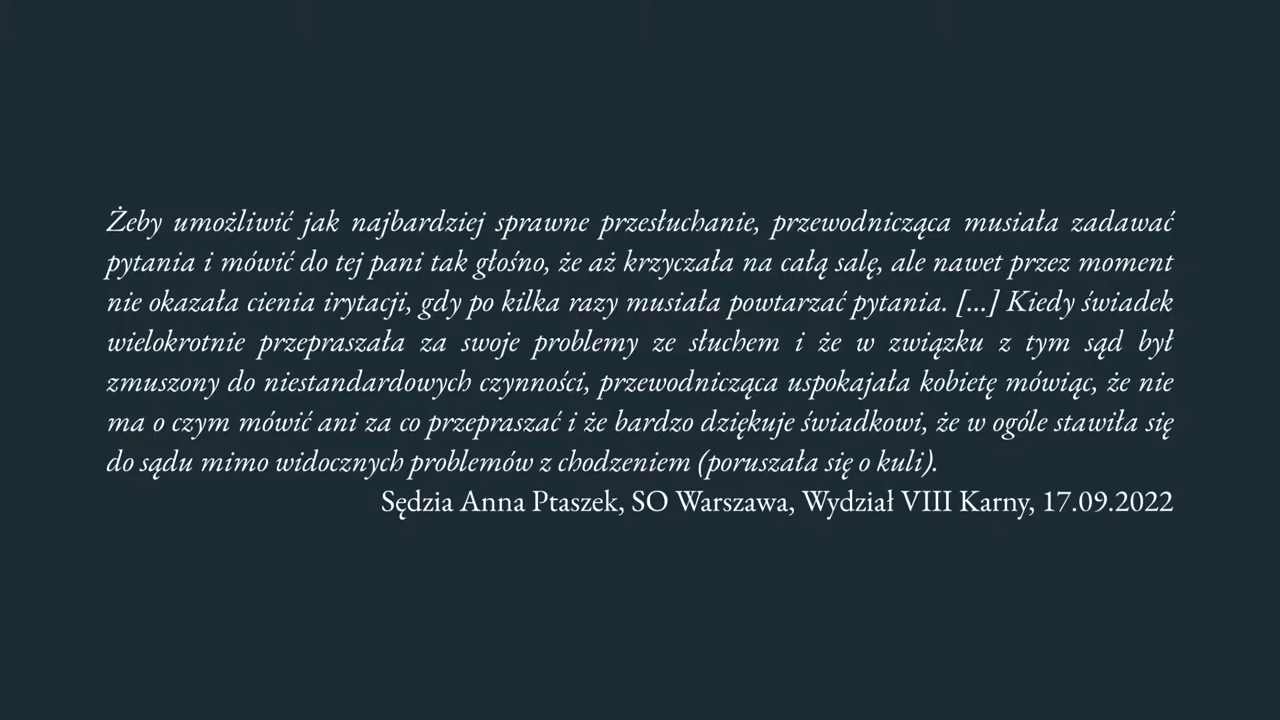 Żeby umożliwić jak najbardziej sprawne przesłuchanie, przewodnicząca musiała zadawać
pytania i mówić do tej pani tak głośno, że aż krzyczała na całą salę, ale nawet przez moment
nie okazała cienia irytacji, gdy po kilka razy musiała powtarzać pytania. [...] Kiedy świadek
wielokrotnie przepraszała za swoje problemy ze słuchem i że w związku z tym sąd był
zmuszony do niestandardowych czynności, przewodnicząca uspokajała kobietę mówiąc, że nie
ma o czym mówić ani za co przepraszać i że bardzo dziękuje świadkowi, że w ogóle stawiła się
do sądu mimo widocznych problemów z chodzeniem (poruszała się o kuli).
Sędzia Anna Ptaszek, SO Warszawa, Wydział VIII Karny, 17.09.2022